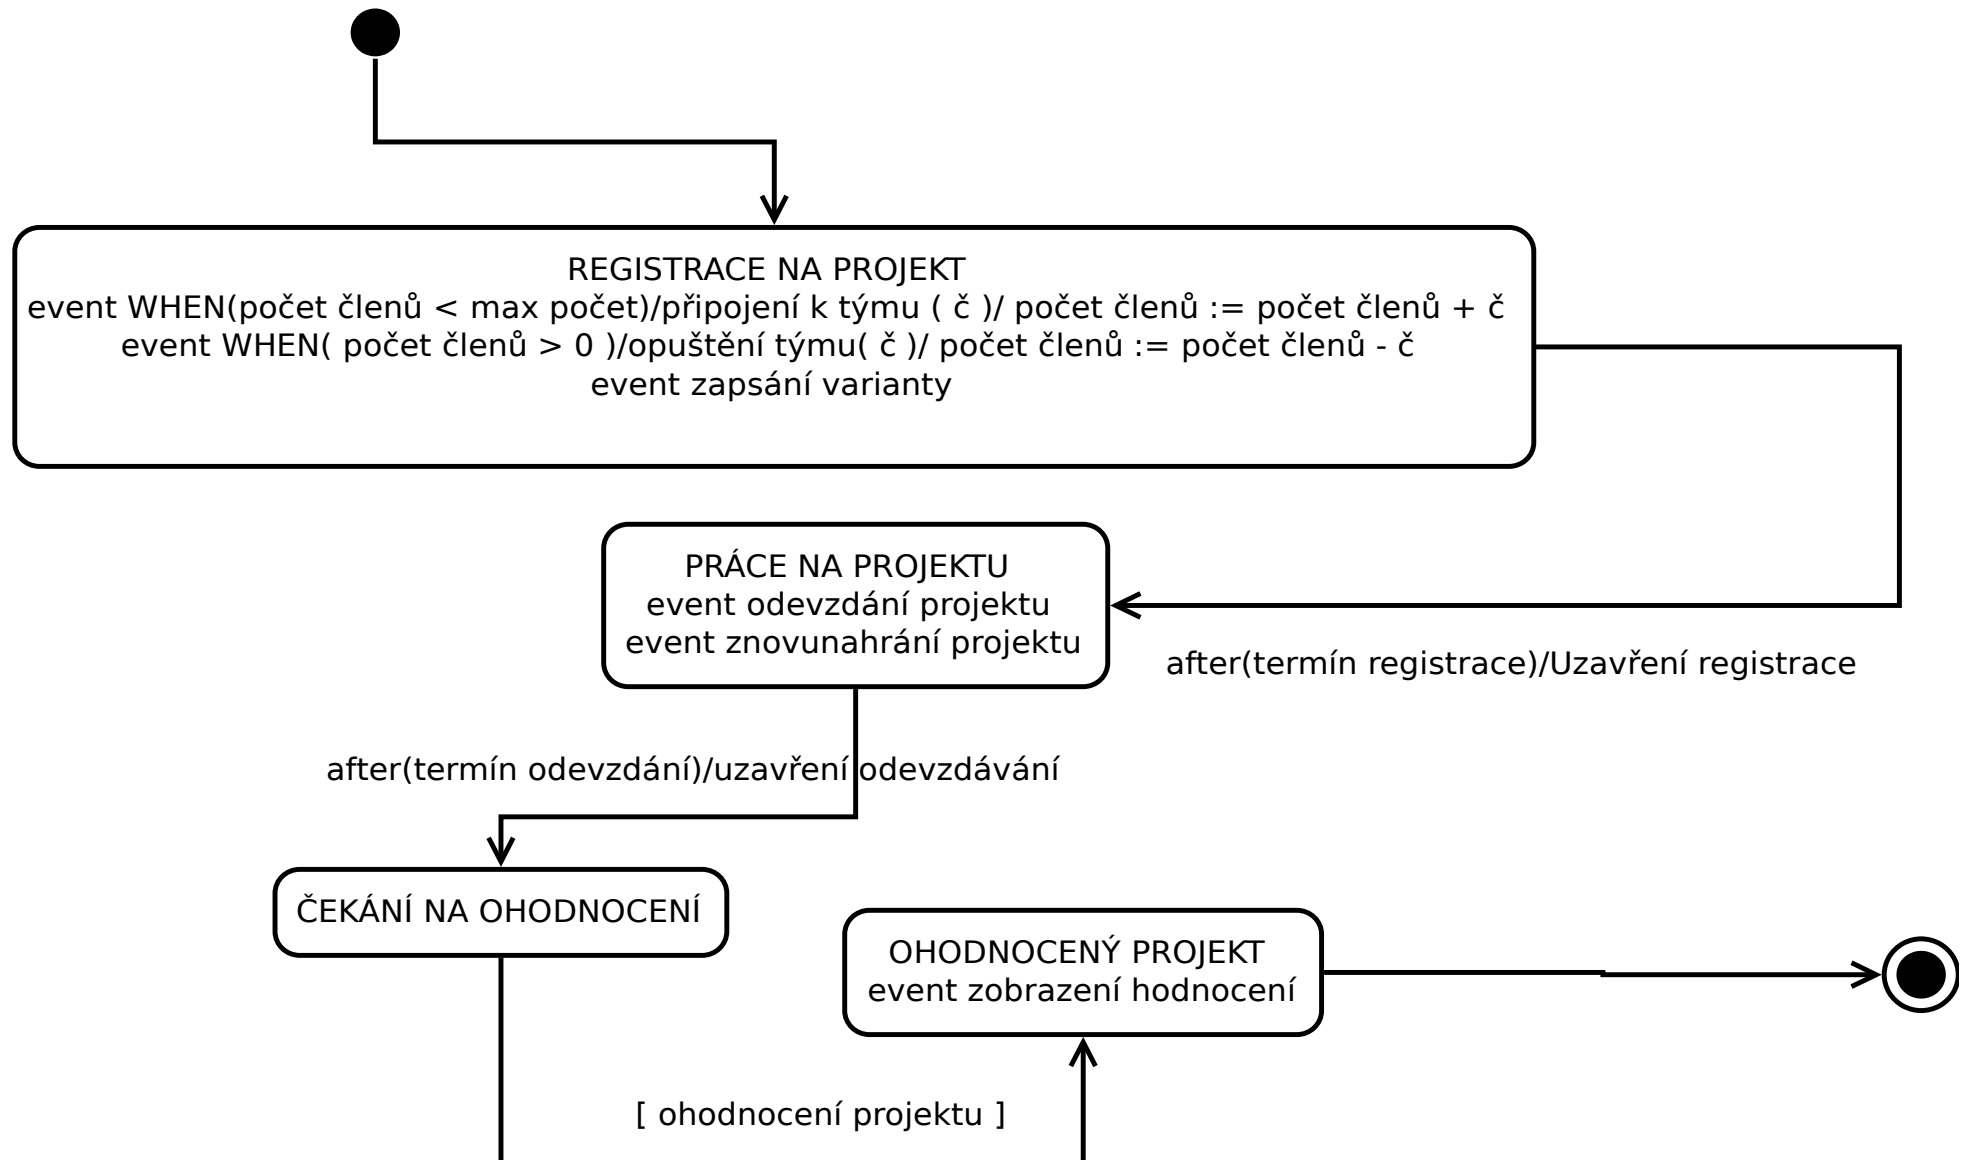 REGISTRACE NA PROJEKT
event WHEN(počet členů < max počet)/připojení k týmu ( č )/ počet členů := počet členů + č
event WHEN( počet členů > 0 )/opuštění týmu( č )/ počet členů := počet členů - č
event zapsání varianty
PRÁCE NA PROJEKTU
event odevzdání projektu
event znovunahrání projektu
after(termín registrace)/Uzavření registrace
after(termín odevzdání)/uzavření odevzdávání
ČEKÁNÍ NA OHODNOCENÍ
OHODNOCENÝ PROJEKT
event zobrazení hodnocení
[ ohodnocení projektu ]